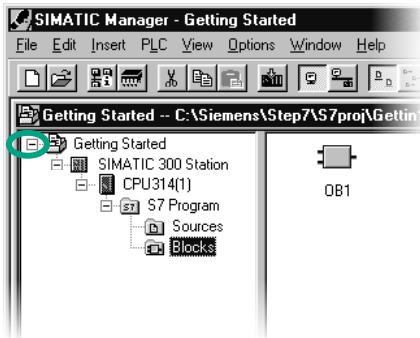 SIMATIC Manager - Getting Started
File Edit Insert PLC View Options Window Help
Getting Started -- C:\Siemens\Step7\S7proj\Gettin
Getting Started
SIMATIC 300 Station
OB1
CPU314(1)
S7 Program
Sources
Blocks